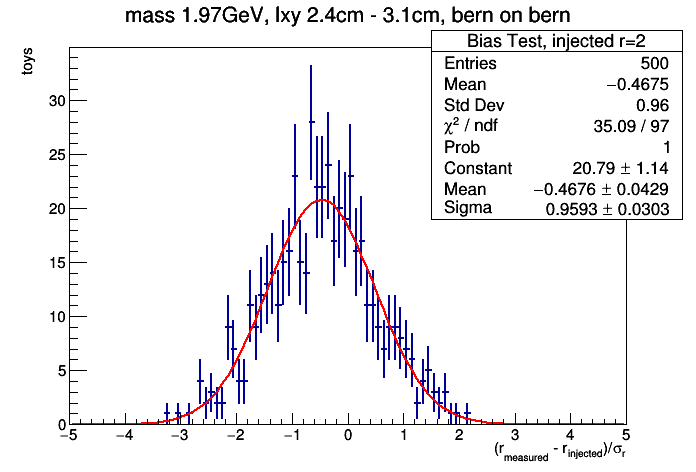 mass 1.97GeV, lxy 2.4cm - 3.1cm, bern on bern
Bias Test, injected r=2
Entries 500
Mean −0.4675
Std Dev 0.96
χ² / ndf 35.09 / 97
Prob 1
Constant 20.79 ± 1.14
Mean −0.4676 ± 0.0429
Sigma 0.9593 ± 0.0303
toys
30
25
20
15
10
5
0
−5 −4 −3 −2 −1 0 1 2 3 4 5
(r_measured - r_injected)/σ_r